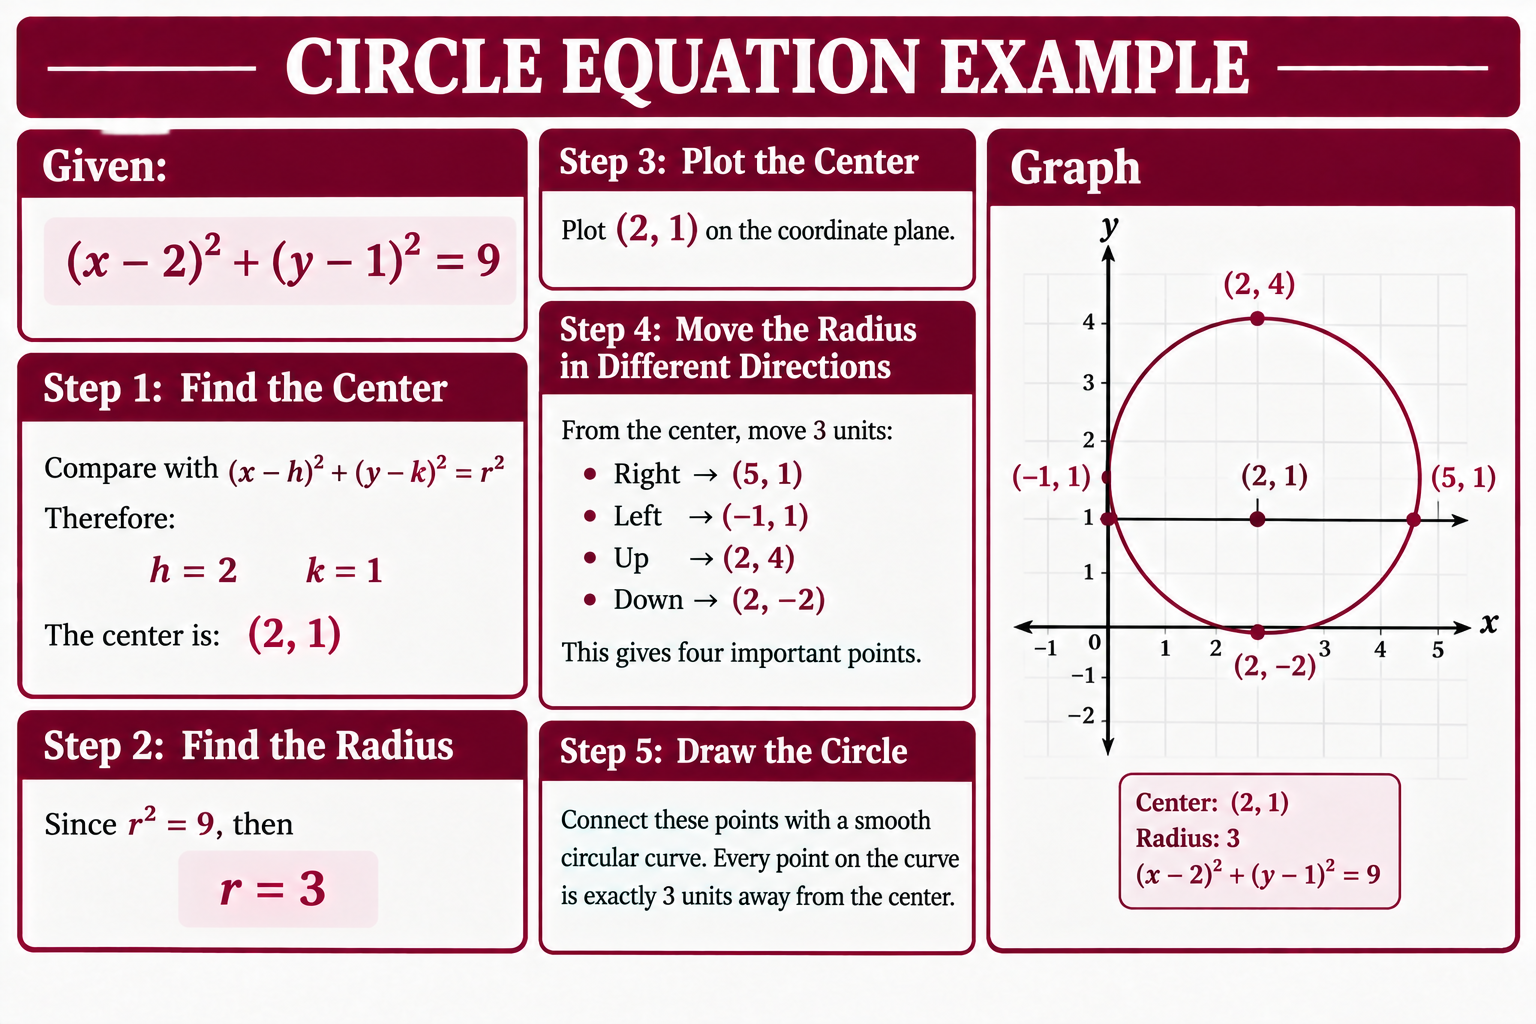 CIRCLE EQUATION EXAMPLE
Given:
(x − 2)² + (y − 1)² = 9
Step 1: Find the Center
Compare with (x − h)² + (y − k)² = r²
Therefore:
h = 2 k = 1
The center is: (2, 1)
Step 2: Find the Radius
Since r² = 9, then
r = 3
Step 3: Plot the Center
Plot (2, 1) on the coordinate plane.
Step 4: Move the Radius
in Different Directions
From the center, move 3 units:
• Right → (5, 1)
• Left → (−1, 1)
• Up → (2, 4)
• Down → (2, −2)
This gives four important points.
Step 5: Draw the Circle
Connect these points with a smooth
circular curve. Every point on the curve
is exactly 3 units away from the center.
Graph
y
(2, 4)
4
3
2
(−1, 1) (2, 1) (5, 1)
1
1
x
−1 0 1 2 3 4 5
(2, −2)
−1
−2
Center: (2, 1)
Radius: 3
(x − 2)² + (y − 1)² = 9